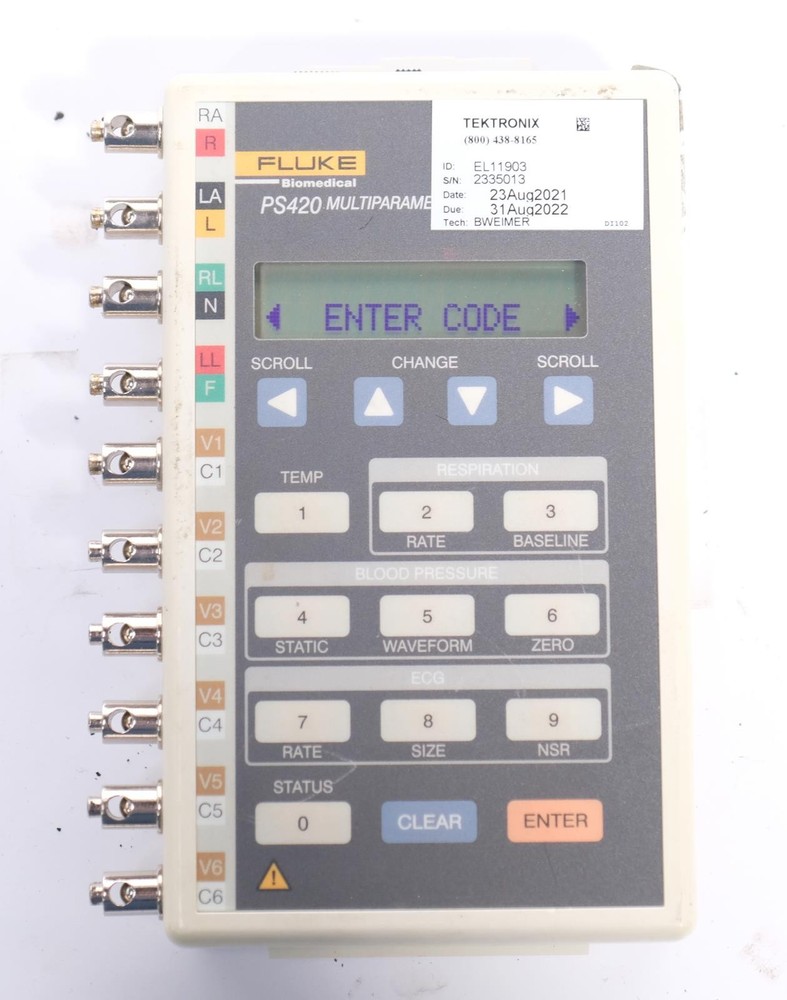 RA
R
LA
L
RL
N
LL
F
V1
C1
V2
C2
V3
C3
V4
C4
V5
C5
V6
C6
FLUKE
Biomedical
PS420 MULTIPARAME
TEKTRONIX
(800) 438-8165
ID: EL11903
S/N: 2335013
Date: 23Aug2021
Due: 31Aug2022
Tech: BWEIMER
DI102
ENTER CODE
SCROLL CHANGE SCROLL
TEMP RESPIRATION
1 2 3
RATE BASELINE
BLOOD PRESSURE
4 5 6
STATIC WAVEFORM ZERO
ECG
7 8 9
RATE SIZE NSR
STATUS
0 CLEAR ENTER